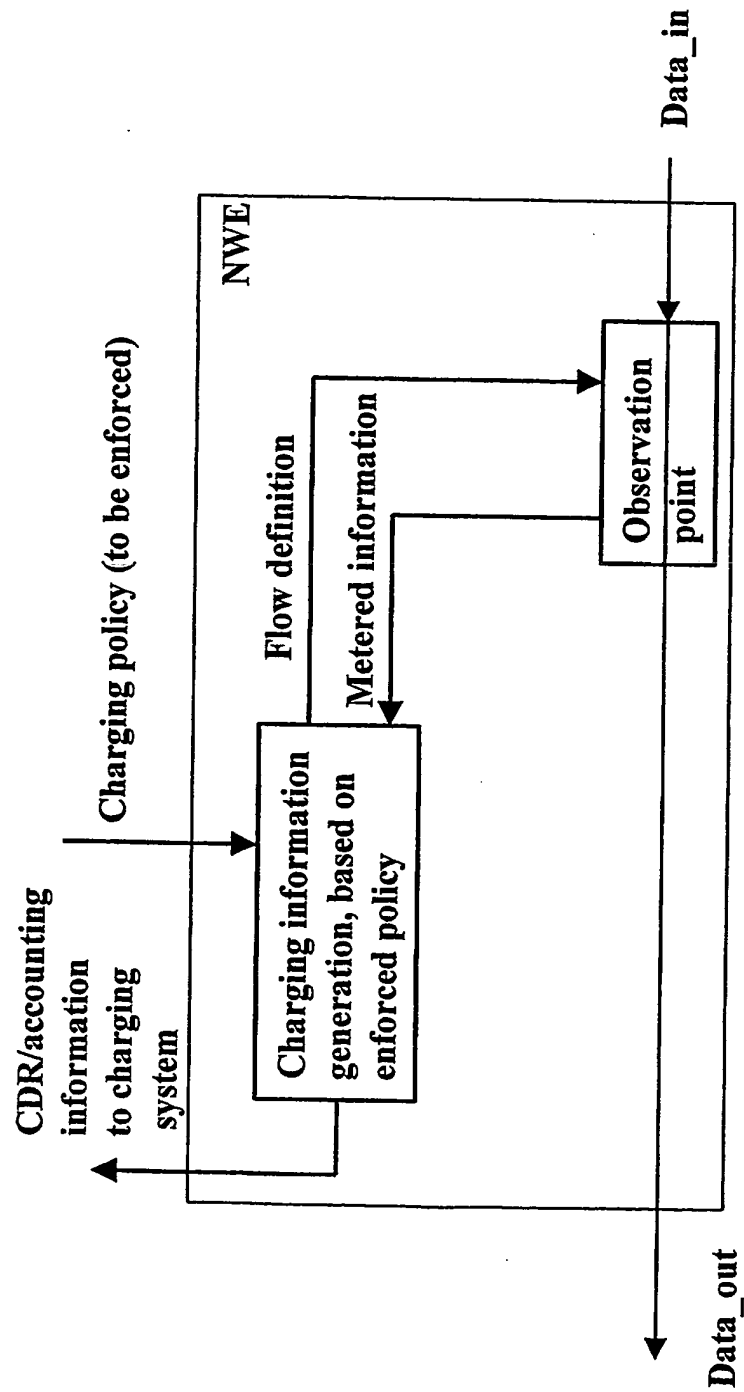 CDR/accounting
information
to charging
system
Charging policy (to be enforced)
NWE
Charging information
generation, based on
enforced policy
Flow definition
Metered information
Observation
point
Data_in
Data_out